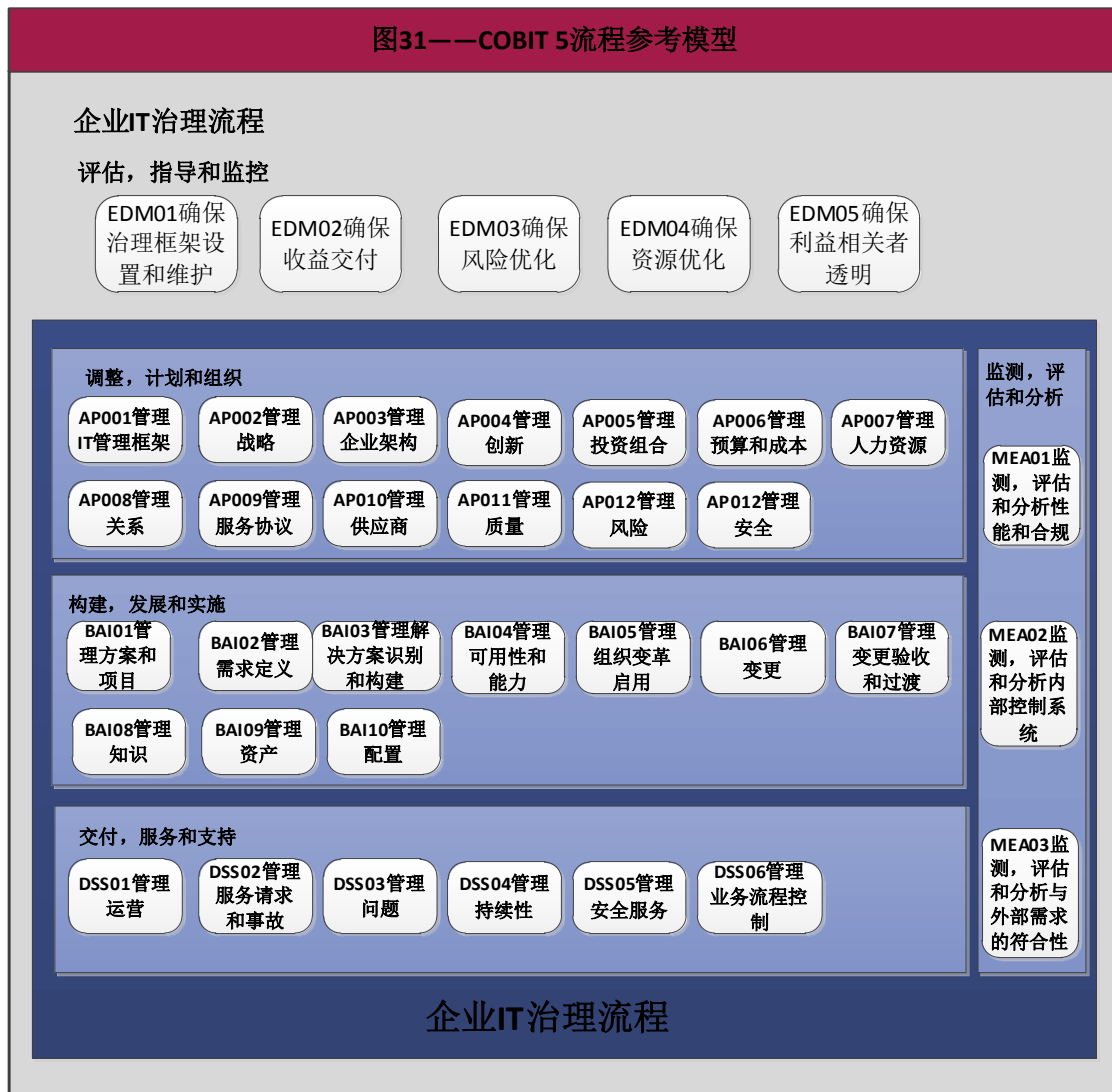 图31——COBIT 5流程参考模型
企业IT治理流程
评估，指导和监控
EDM01确保
治理框架设
置和维护
EDM02确保
收益交付
EDM03确保
风险优化
EDM04确保
资源优化
EDM05确保
利益相关者
透明
调整，计划和组织
AP001管理
IT管理框架
AP002管理
战略
AP003管理
企业架构
AP004管理
创新
AP005管理
投资组合
AP006管理
预算和成本
AP007管理
人力资源
AP008管理
关系
AP009管理
服务协议
AP010管理
供应商
AP011管理
质量
AP012管理
风险
AP012管理
安全
构建，发展和实施
BAI01管
理方案和
项目
BAI02管理
需求定义
BAI03管理解
决方案识别
和构建
BAI04管理
可用性和
能力
BAI05管理
组织变革
启用
BAI06管理
变更
BAI07管理
变更验收
和过渡
BAI08管理
知识
BAI09管理
资产
BAI10管理
配置
交付，服务和支持
DSS01管理
运营
DSS02管理
服务请求
和事故
DSS03管理
问题
DSS04管理
持续性
DSS05管理
安全服务
DSS06管理
业务流程控
制
监测，评
估和分析
MEA01监
测，评估
和分析性
能和合规
MEA02监
测，评估
和分析内
部控制系
统
MEA03监
测，评估
和分析与
外部需求
的符合性
企业IT治理流程